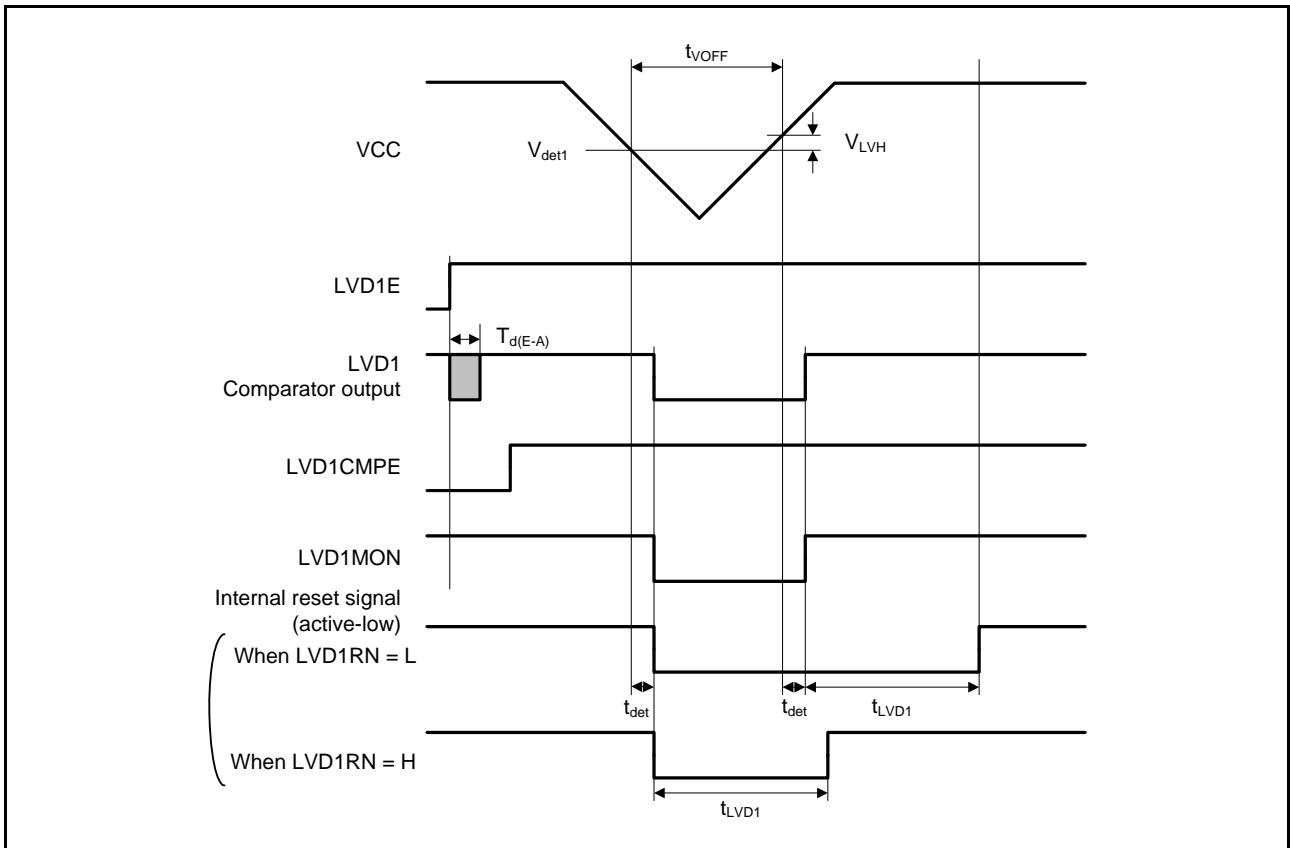 tVOFF
VCC
Vdet1
VLVH
LVD1E
Td(E-A)
LVD1
Comparator output
LVD1CMPE
LVD1MON
Internal reset signal
(active-low)
When LVD1RN = L
tdet
tdet
tLVD1
When LVD1RN = H
tLVD1